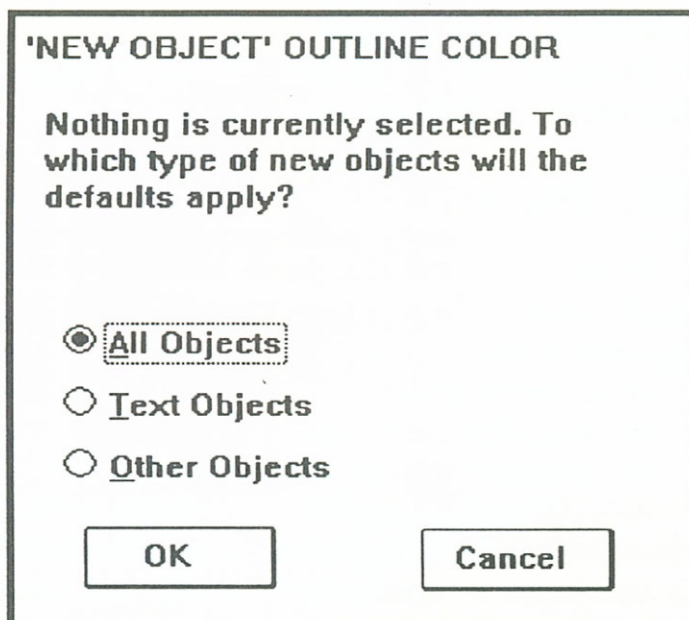 'NEW OBJECT' OUTLINE COLOR
Nothing is currently selected. To
which type of new objects will the
defaults apply?
All Objects
Text Objects
Other Objects
OK
Cancel